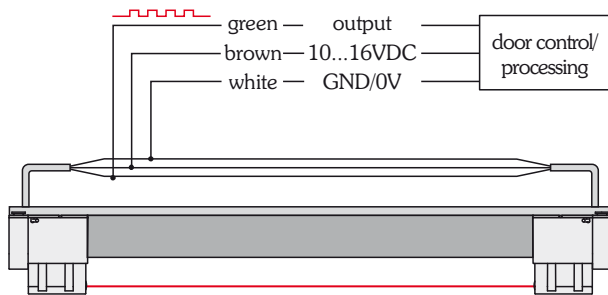 green output
brown 10...16VDC
white GND/0V
door control/
processing